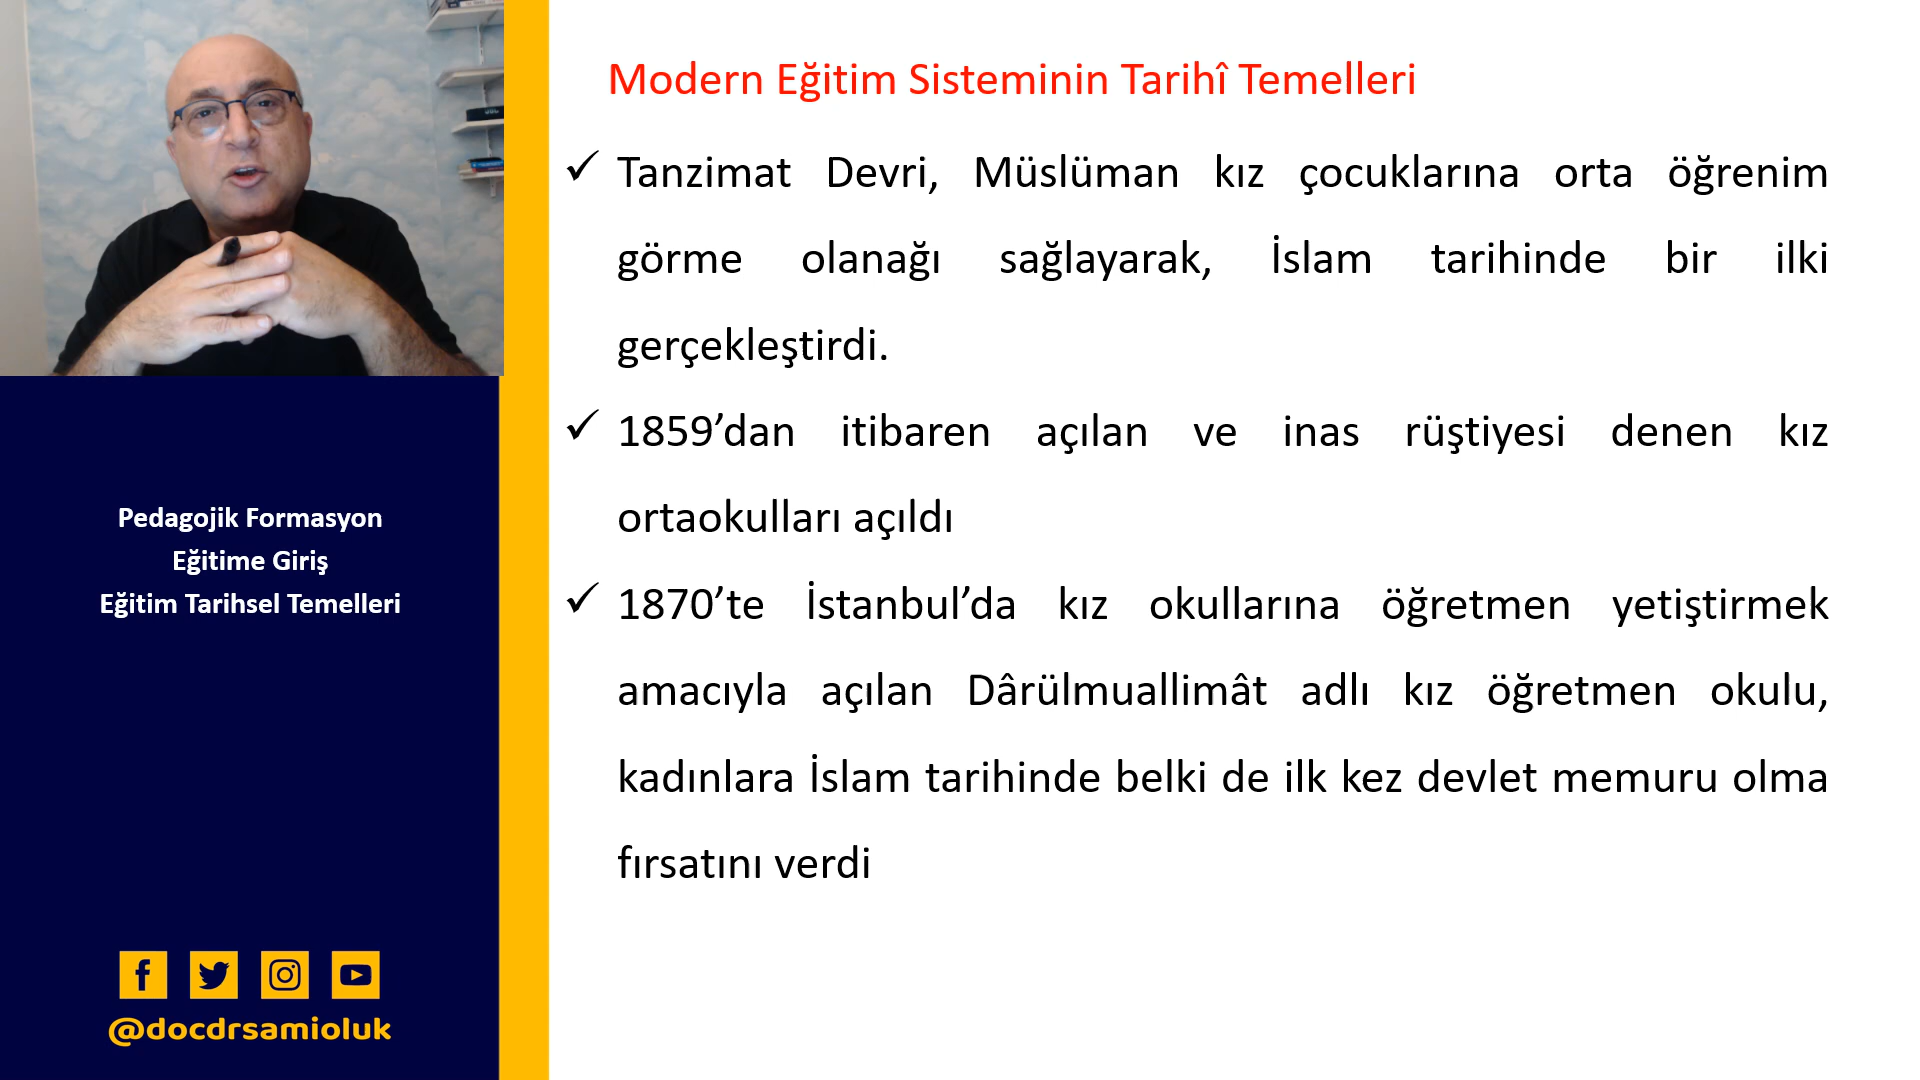 Modern Eğitim Sisteminin Tarihî Temelleri
✓ Tanzimat Devri, Müslüman kız çocuklarına orta öğrenim
görme olanağı sağlayarak, İslam tarihinde bir ilki
gerçekleştirdi.
✓ 1859’dan itibaren açılan ve inas rüştiyesi denen kız
ortaokulları açıldı
✓ 1870’te İstanbul’da kız okullarına öğretmen yetiştirmek
amacıyla açılan Dârülmuallimât adlı kız öğretmen okulu,
kadınlara İslam tarihinde belki de ilk kez devlet memuru olma
fırsatını verdi
Pedagojik Formasyon
Eğitime Giriş
Eğitim Tarihsel Temelleri
@docdrsamioluk